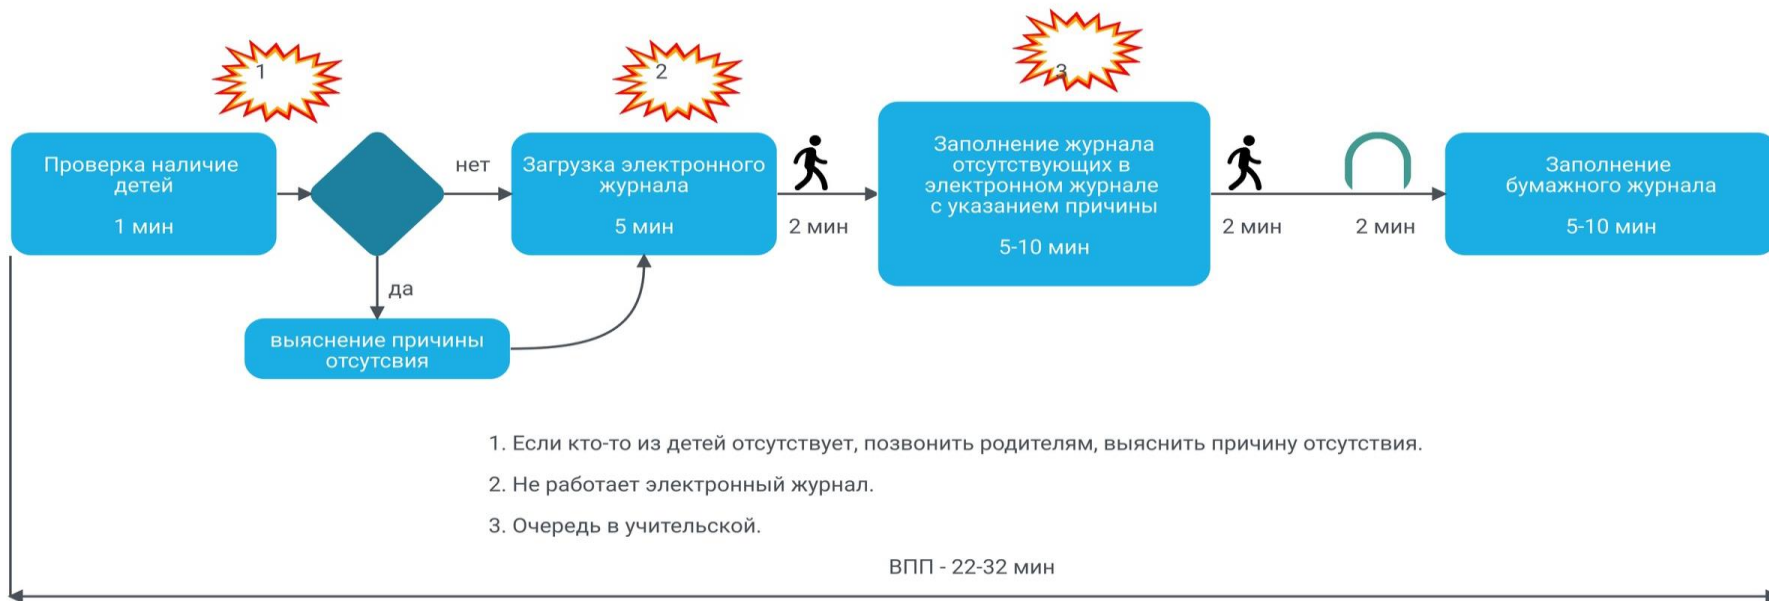 1
2
3
Проверка наличие
детей
1 мин
нет
Загрузка электронного
журнала
5 мин
2 мин
Заполнение журнала
отсутствующих в
электронном журнале
с указанием причины
5-10 мин
2 мин
2 мин
Заполнение
бумажного журнала
5-10 мин
да
выяснение причины
отсутсвия
1. Если кто-то из детей отсутствует, позвонить родителям, выяснить причину отсутствия.
2. Не работает электронный журнал.
3. Очередь в учительской.
ВПП - 22-32 мин